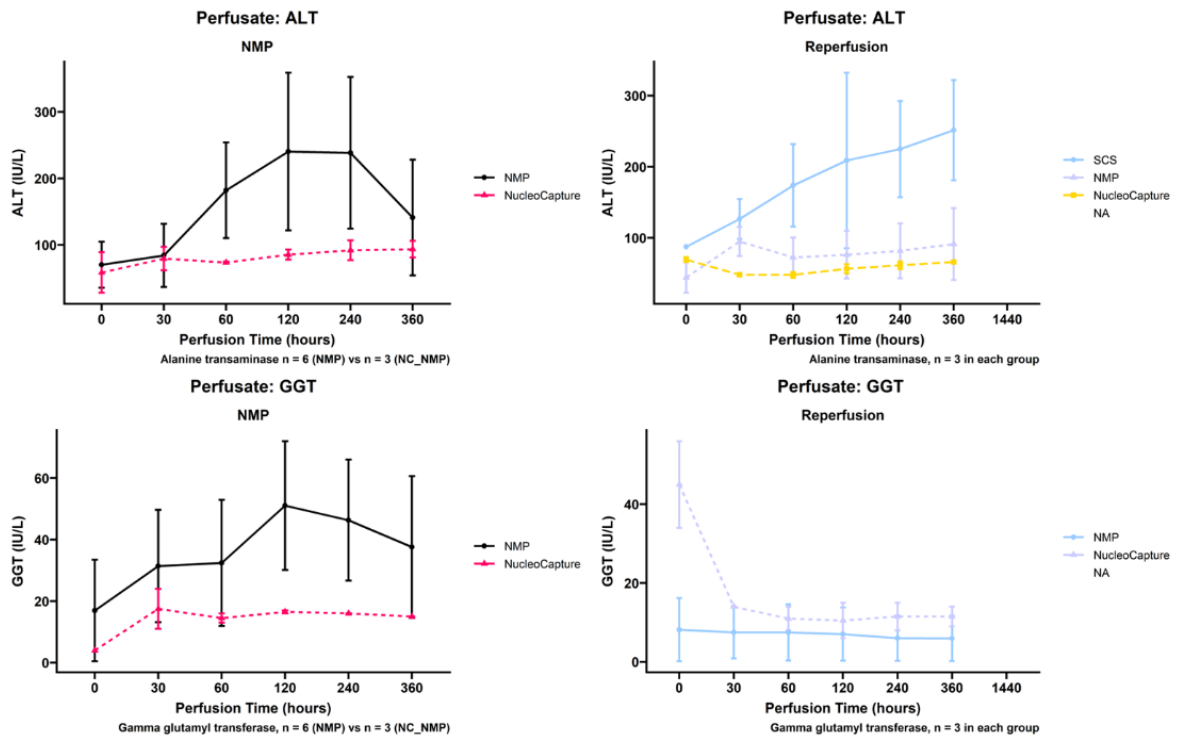 Perfusate: ALT
NMP
ALT (IU/L)
300
200
100
0 30 60 120 240 360
Perfusion Time (hours)
Alanine transaminase n = 6 (NMP) vs n = 3 (NC_NMP)
NMP
NucleoCapture
Perfusate: ALT
Reperfusion
ALT (IU/L)
300
200
100
0 30 60 120 240 360 1440
Perfusion Time (hours)
Alanine transaminase, n = 3 in each group
SCS
NMP
NucleoCapture
NA
Perfusate: GGT
NMP
GGT (IU/L)
60
40
20
0
0 30 60 120 240 360
Perfusion Time (hours)
Gamma glutamyl transferase, n = 6 (NMP) vs n = 3 (NC_NMP)
NMP
NucleoCapture
Perfusate: GGT
Reperfusion
GGT (IU/L)
40
20
0
0 30 60 120 240 360 1440
Perfusion Time (hours)
Gamma glutamyl transferase, n = 3 in each group
NMP
NucleoCapture
NA